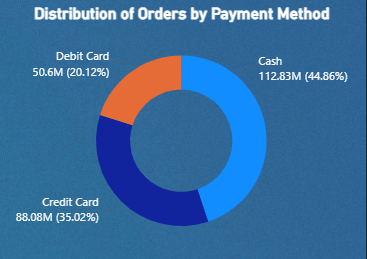 Distribution of Orders by Payment Method
Debit Card
50.6M (20.12%)
Cash
112.83M (44.86%)
Credit Card
88.08M (35.02%)